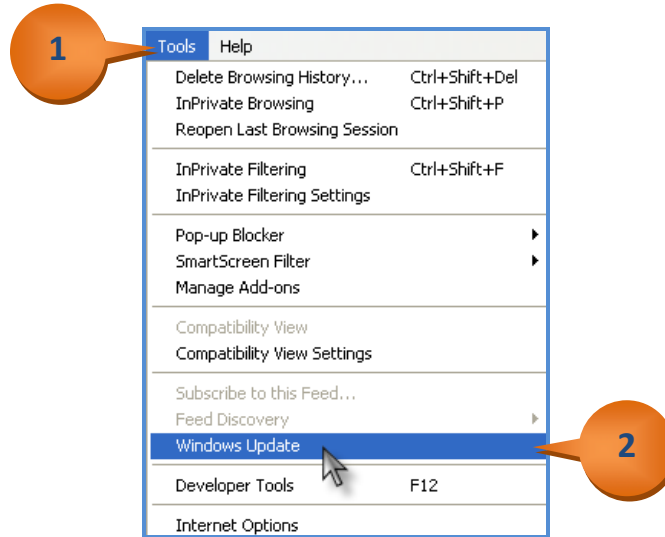 1
Tools Help
Delete Browsing History... Ctrl+Shift+Del
InPrivate Browsing Ctrl+Shift+P
Reopen Last Browsing Session
InPrivate Filtering Ctrl+Shift+F
InPrivate Filtering Settings
Pop-up Blocker
SmartScreen Filter
Manage Add-ons
Compatibility View
Compatibility View Settings
Subscribe to this Feed...
Feed Discovery
Windows Update
2
Developer Tools F12
Internet Options